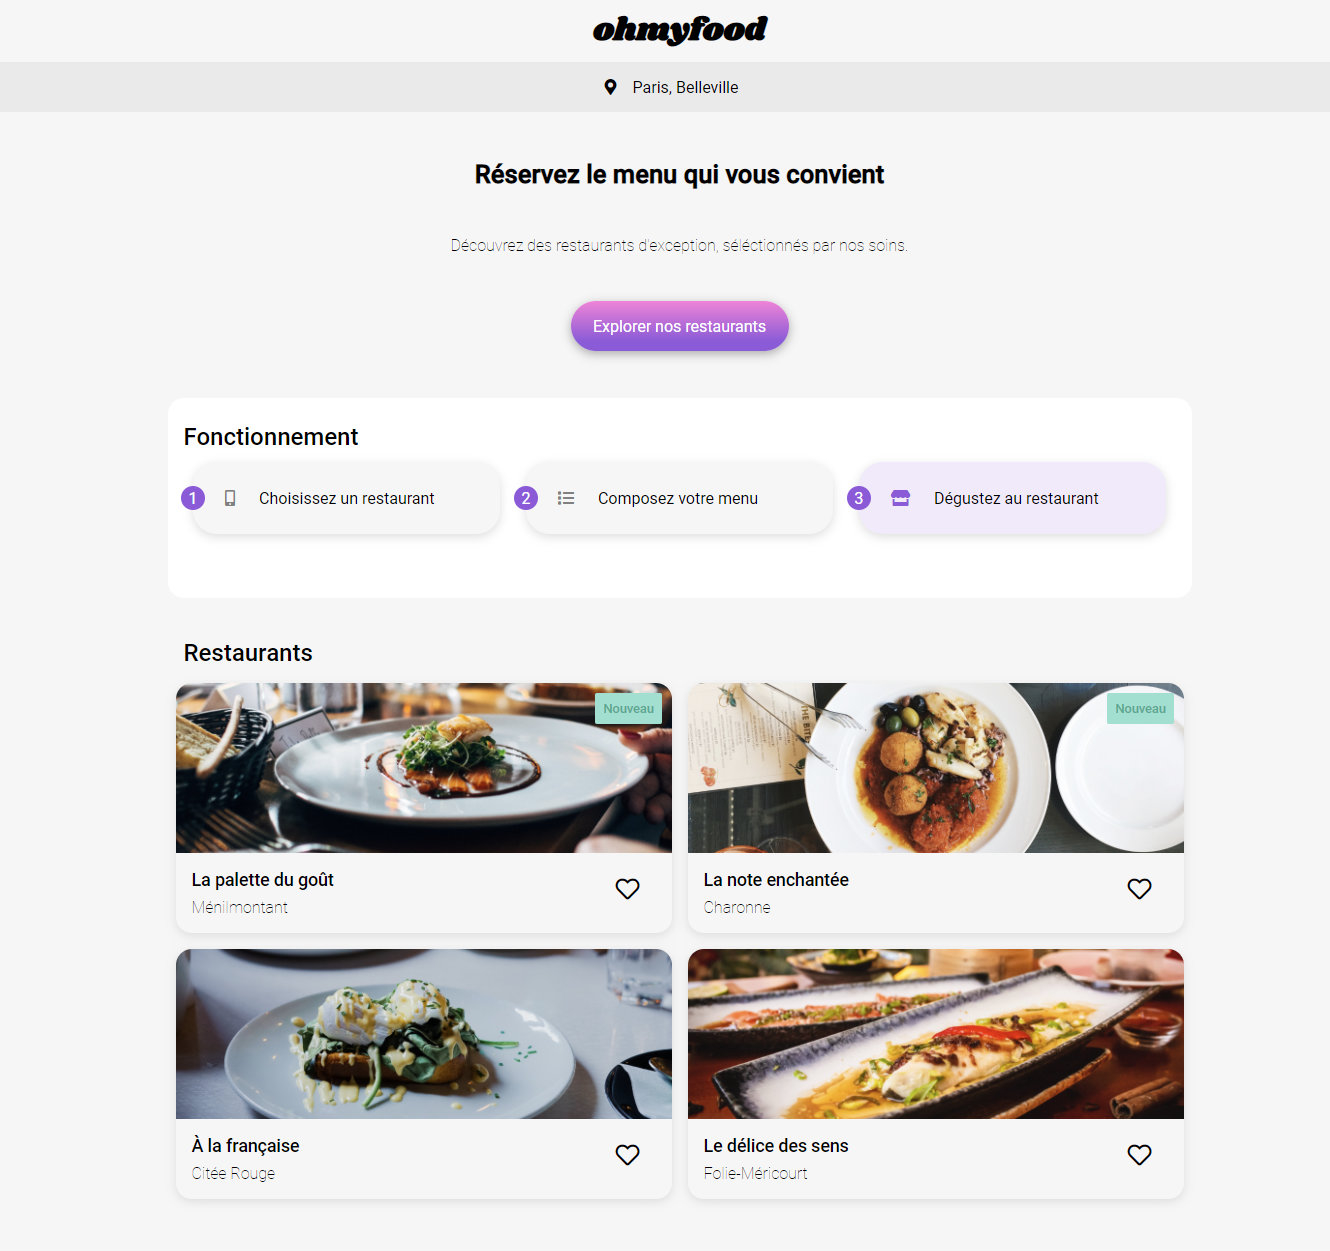 ohmyfood
Paris, Belleville
Réservez le menu qui vous convient
Découvrez des restaurants d'exception, séléctionnés par nos soins.
Explorer nos restaurants
Fonctionnement
1 Choisissez un restaurant
2 Composez votre menu
3 Dégustez au restaurant
Restaurants
Nouveau
Nouveau
La palette du goût
Ménilmontant
La note enchantée
Charonne
À la française
Citée Rouge
Le délice des sens
Folie-Méricourt